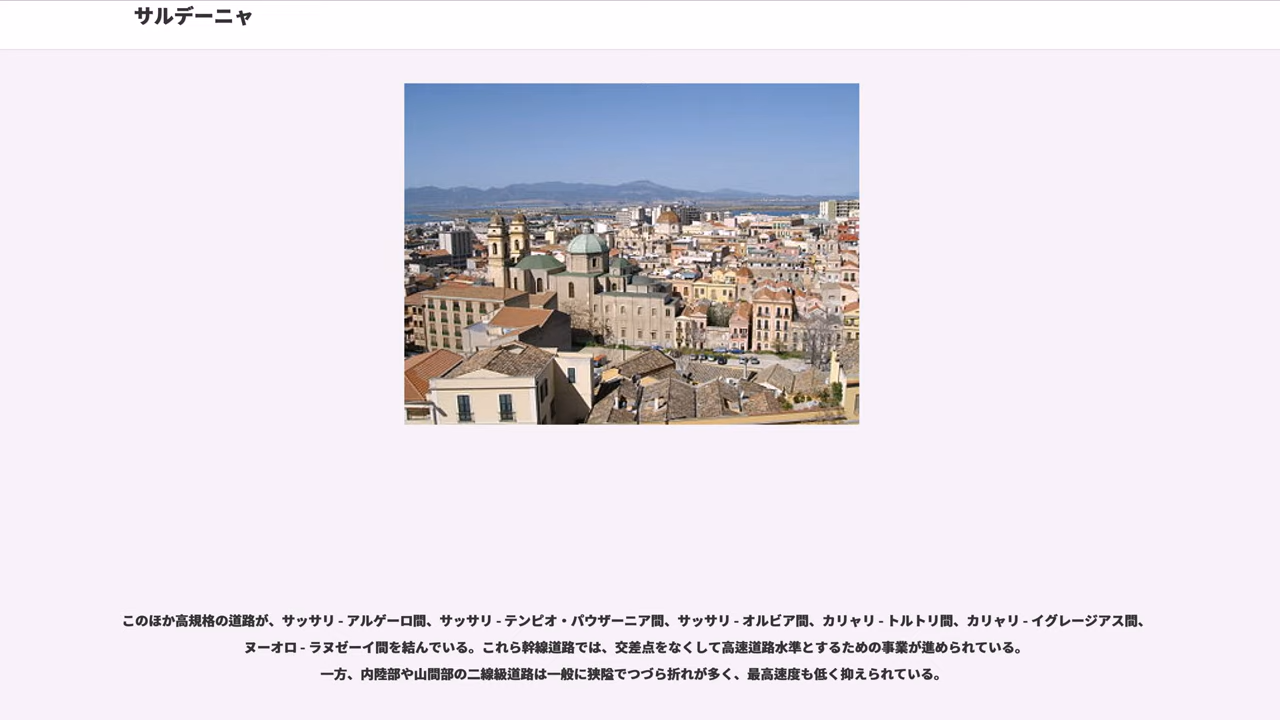 サルデーニャ
このほか高規格の道路が、サッサリ - アルゲーロ間、サッサリ - テンピオ・パウザーニア間、サッサリ - オルビア間、カリャリ - トルトリ間、カリャリ - イグレージアス間、
ヌーオロ - ラヌゼーイ間を結んでいる。これら幹線道路では、交差点をなくして高速道路水準とするための事業が進められている。
一方、内陸部や山間部の二線級道路は一般に狭隘でつづら折れが多く、最高速度も低く抑えられている。